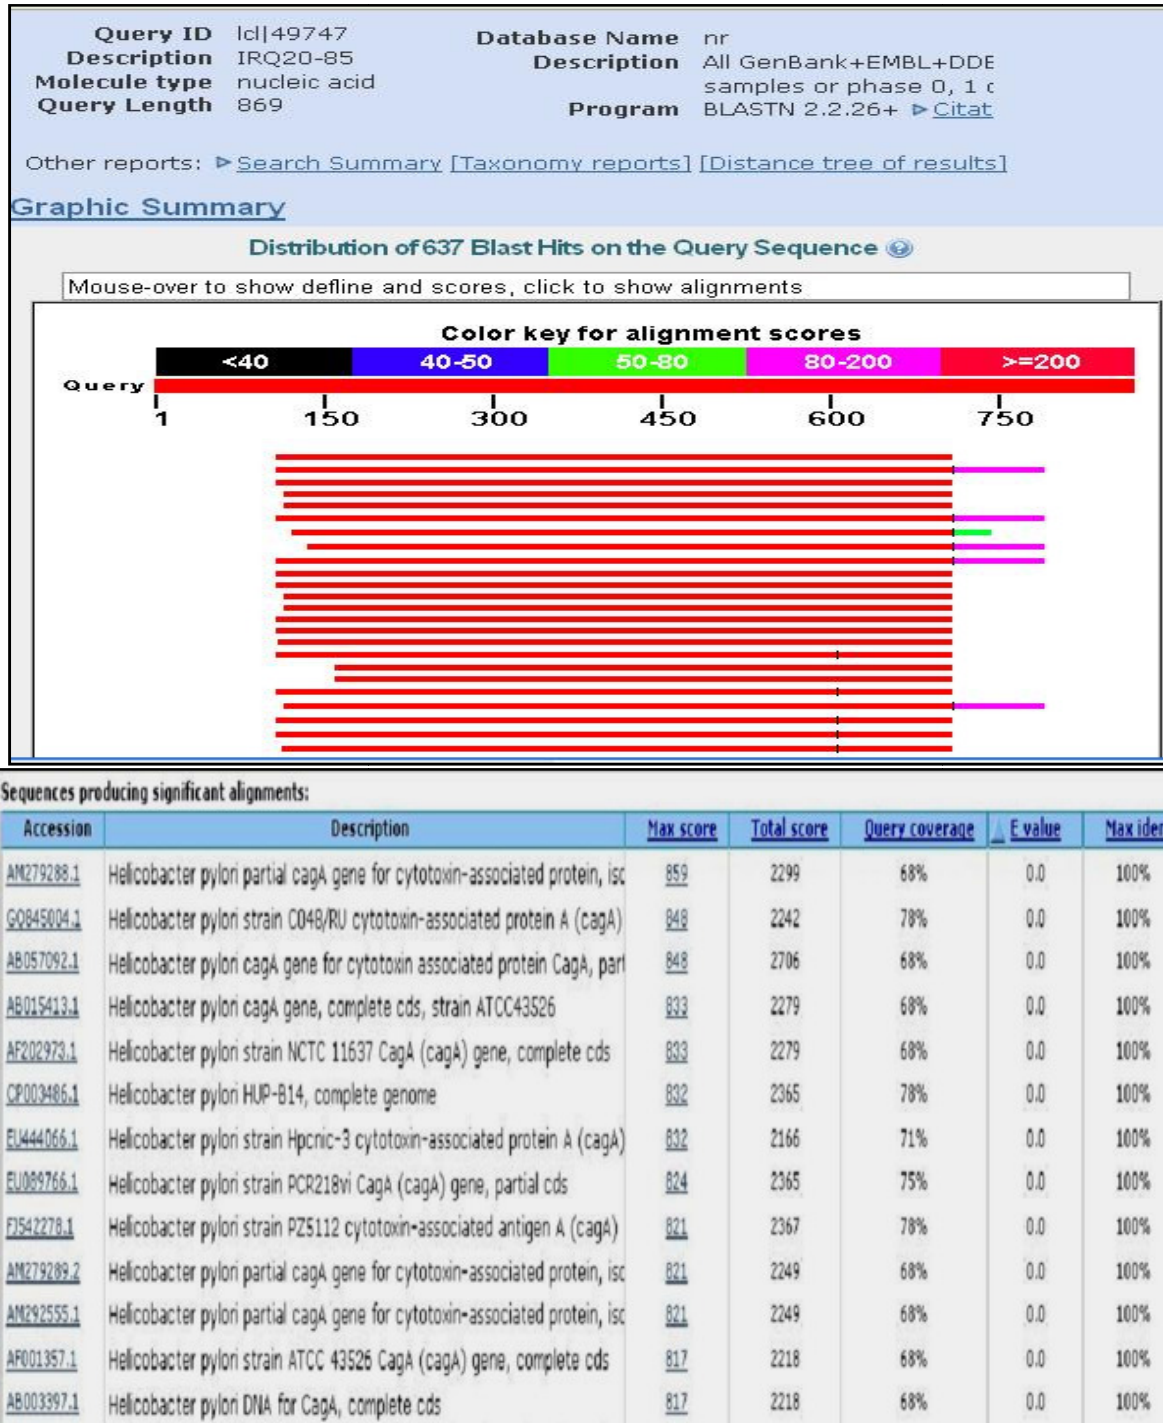 Query ID lcl|49747
Description IRQ20-85
Molecule type nucleic acid
Query Length 869
Database Name nr
Description All GenBank+EMBL+DDE
samples or phase 0, 1 c
Program BLASTN 2.2.26+ Citat
Other reports: Search Summary [Taxonomy reports] [Distance tree of results]
Graphic Summary
Distribution of 637 Blast Hits on the Query Sequence
Mouse-over to show defline and scores, click to show alignments
Color key for alignment scores
<40 40-50 50-80 80-200 >=200
Query
1 150 300 450 600 750
Sequences producing significant alignments:
Accession Description Max score Total score Query coverage E value Max iden
AM279288.1 Helicobacter pylori partial cagA gene for cytotoxin-associated protein, isc 859 2299 68% 0.0 100%
GQ845004.1 Helicobacter pylori strain C048/RU cytotoxin-associated protein A (cagA) 848 2242 78% 0.0 100%
AB057092.1 Helicobacter pylori cagA gene for cytotoxin associated protein CagA, part 848 2706 68% 0.0 100%
AB015413.1 Helicobacter pylori cagA gene, complete cds, strain ATCC43526 833 2279 68% 0.0 100%
AF202973.1 Helicobacter pylori strain NCTC 11637 CagA (cagA) gene, complete cds 833 2279 68% 0.0 100%
CP003486.1 Helicobacter pylori HUP-B14, complete genome 832 2365 78% 0.0 100%
EU444066.1 Helicobacter pylori strain Hpcnic-3 cytotoxin-associated protein A (cagA) 832 2166 71% 0.0 100%
EU089766.1 Helicobacter pylori strain PCR218vi CagA (cagA) gene, partial cds 824 2365 75% 0.0 100%
FJ542278.1 Helicobacter pylori strain PZ5112 cytotoxin-associated antigen A (cagA) 821 2367 78% 0.0 100%
AM279289.2 Helicobacter pylori partial cagA gene for cytotoxin-associated protein, isc 821 2249 68% 0.0 100%
AM292555.1 Helicobacter pylori partial cagA gene for cytotoxin-associated protein, isc 821 2249 68% 0.0 100%
AF001357.1 Helicobacter pylori strain ATCC 43526 CagA (cagA) gene, complete cds 817 2218 68% 0.0 100%
AB003397.1 Helicobacter pylori DNA for CagA, complete cds 817 2218 68% 0.0 100%